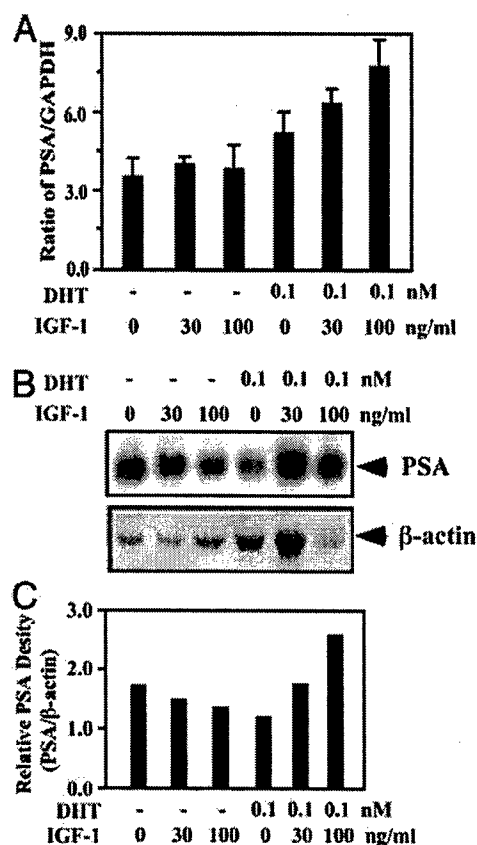 A
Ratio of PSA/GAPDH
9.0
6.0
3.0
0.0
DHT - - - 0.1 0.1 0.1 nM
IGF-1 0 30 100 0 30 100 ng/ml
B
DHT - - - 0.1 0.1 0.1 nM
IGF-1 0 30 100 0 30 100 ng/ml
PSA
β-actin
C
Relative PSA Desity
(PSA/β-actin)
3.0
2.0
1.0
0.0
DHT - - - 0.1 0.1 0.1 nM
IGF-1 0 30 100 0 30 100 ng/ml